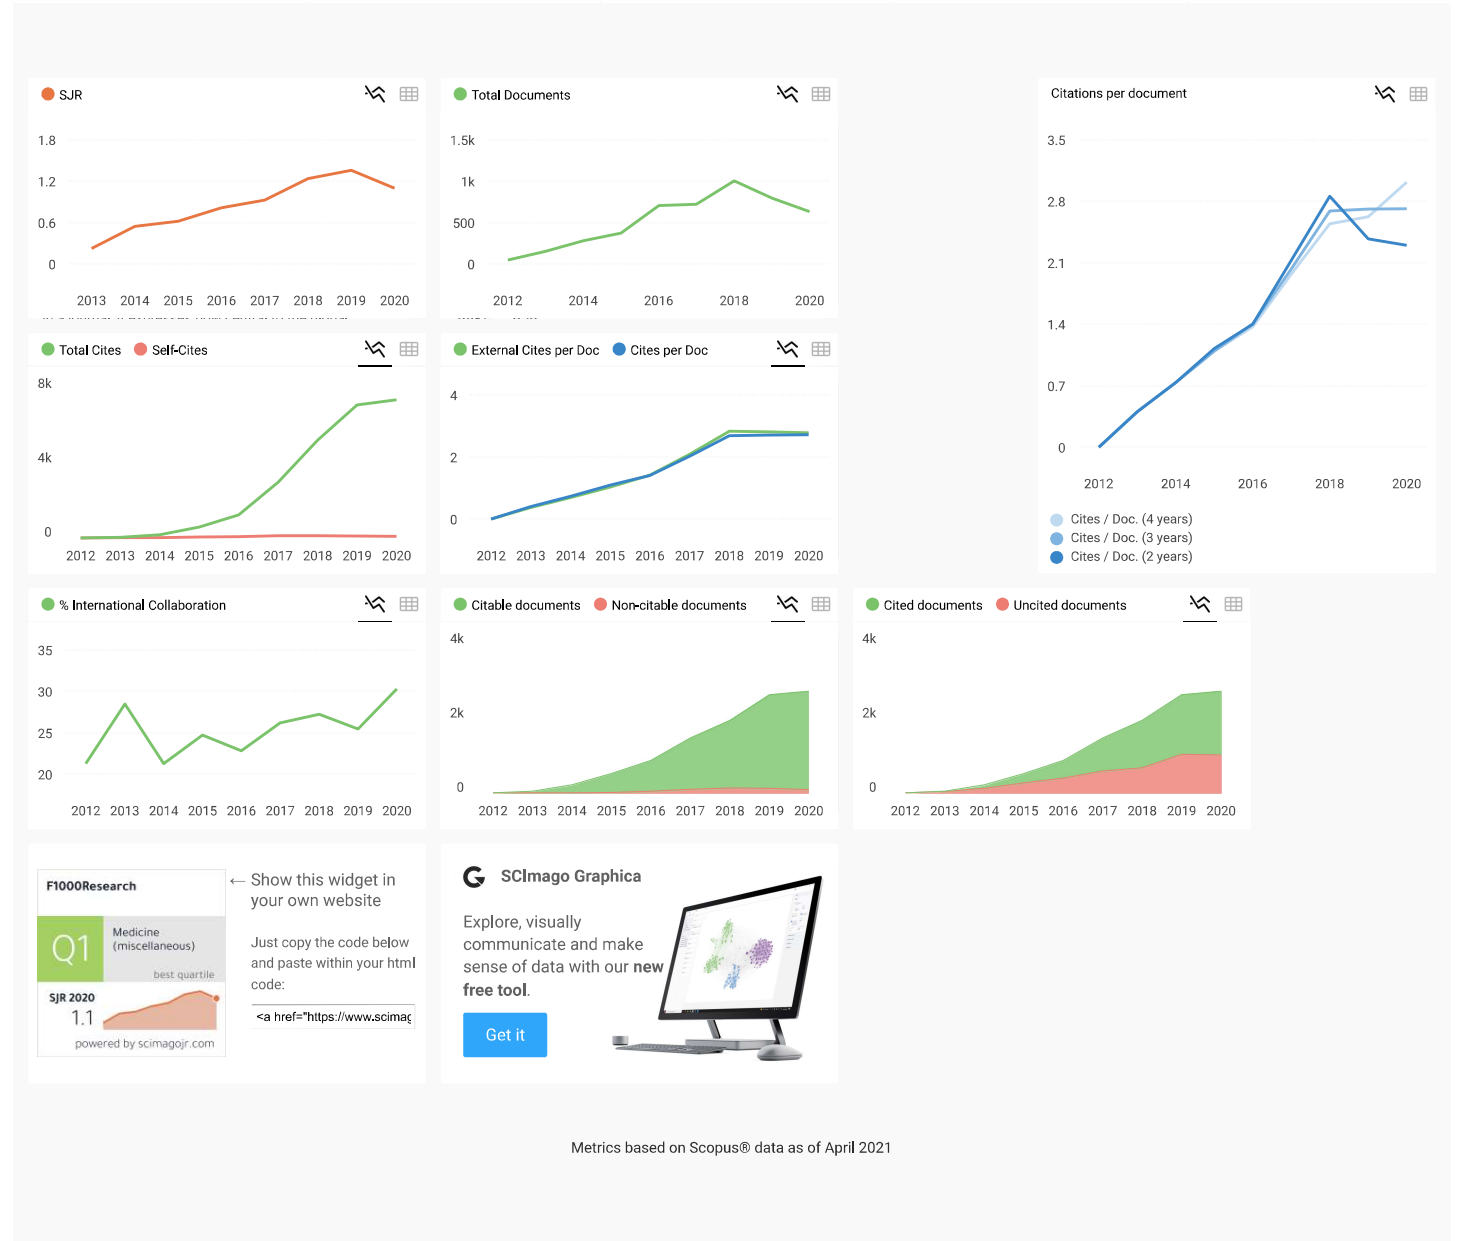 SJR
1.8
1.2
0.6
0
2013 2014 2015 2016 2017 2018 2019 2020
Total Documents
1.5k
1k
500
0
2012 2014 2016 2018 2020
Citations per document
3.5
2.8
2.1
1.4
0.7
0
2012 2014 2016 2018 2020
Cites / Doc. (4 years)
Cites / Doc. (3 years)
Cites / Doc. (2 years)
Total Cites Self-Cites
8k
4k
0
2012 2013 2014 2015 2016 2017 2018 2019 2020
External Cites per Doc Cites per Doc
4
2
0
2012 2013 2014 2015 2016 2017 2018 2019 2020
% International Collaboration
35
30
25
20
2012 2013 2014 2015 2016 2017 2018 2019 2020
Citable documents Non-citable documents
4k
2k
0
2012 2013 2014 2015 2016 2017 2018 2019 2020
Cited documents Uncited documents
4k
2k
0
2012 2013 2014 2015 2016 2017 2018 2019 2020
F1000Research
Q1
Medicine
(miscellaneous)
best quartile
SJR 2020
1.1
powered by scimagojr.com
← Show this widget in
your own website
Just copy the code below
and paste within your html
code:
<a href="https://www.scimag
SCImago Graphica
Explore, visually
communicate and make
sense of data with our new
free tool.
Get it
Metrics based on Scopus® data as of April 2021